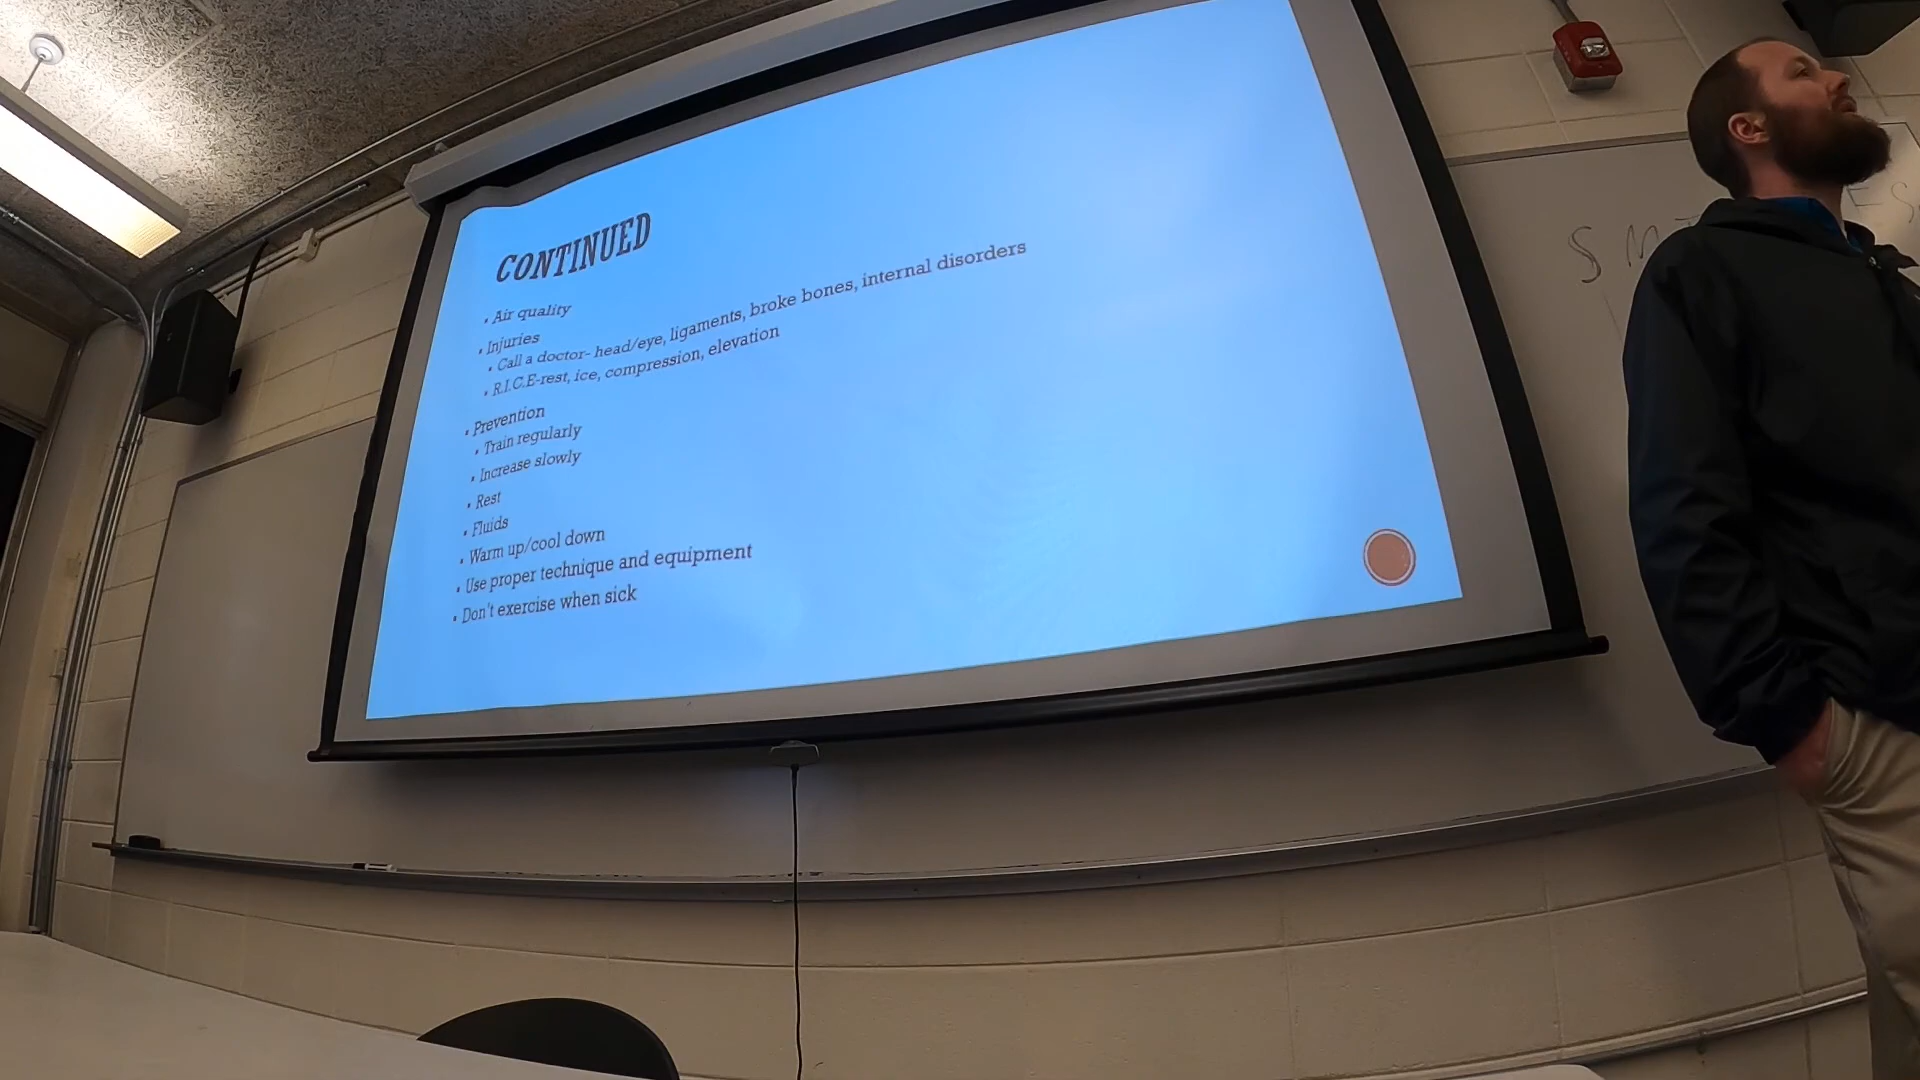 CONTINUED
▪ Air quality
▪ Injuries
▪ Call a doctor- head/eye, ligaments, broke bones, internal disorders
▪ R.I.C.E-rest, ice, compression, elevation
▪ Prevention
▪ Train regularly
▪ Increase slowly
▪ Rest
▪ Fluids
▪ Warm up/cool down
▪ Use proper technique and equipment
▪ Don't exercise when sick